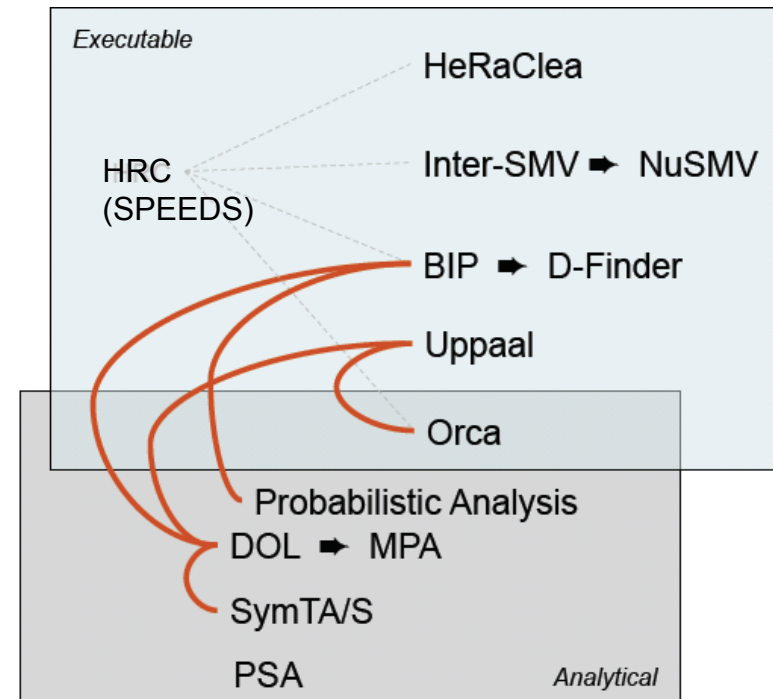 Executable
HeRaClea
HRC
(SPEEDS)
Inter-SMV ➨ NuSMV
BIP ➨ D-Finder
Uppaal
Orca
Probabilistic Analysis
DOL ➨ MPA
SymTA/S
PSA
Analytical